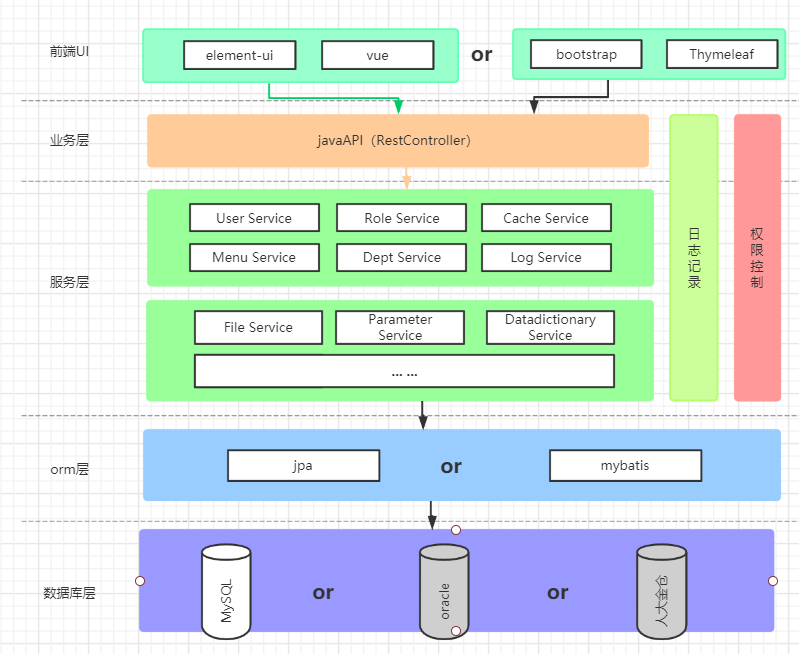 前端UI
element-ui
vue
or
bootstrap
Thymeleaf
业务层
javaAPI（RestController）
服务层
User Service
Role Service
Cache Service
Menu Service
Dept Service
Log Service
File Service
Parameter
Service
Datadictionary
Service
... ...
日志记录
权限控制
orm层
jpa
or
mybatis
数据库层
MySQL
or
oracle
or
人大金仓